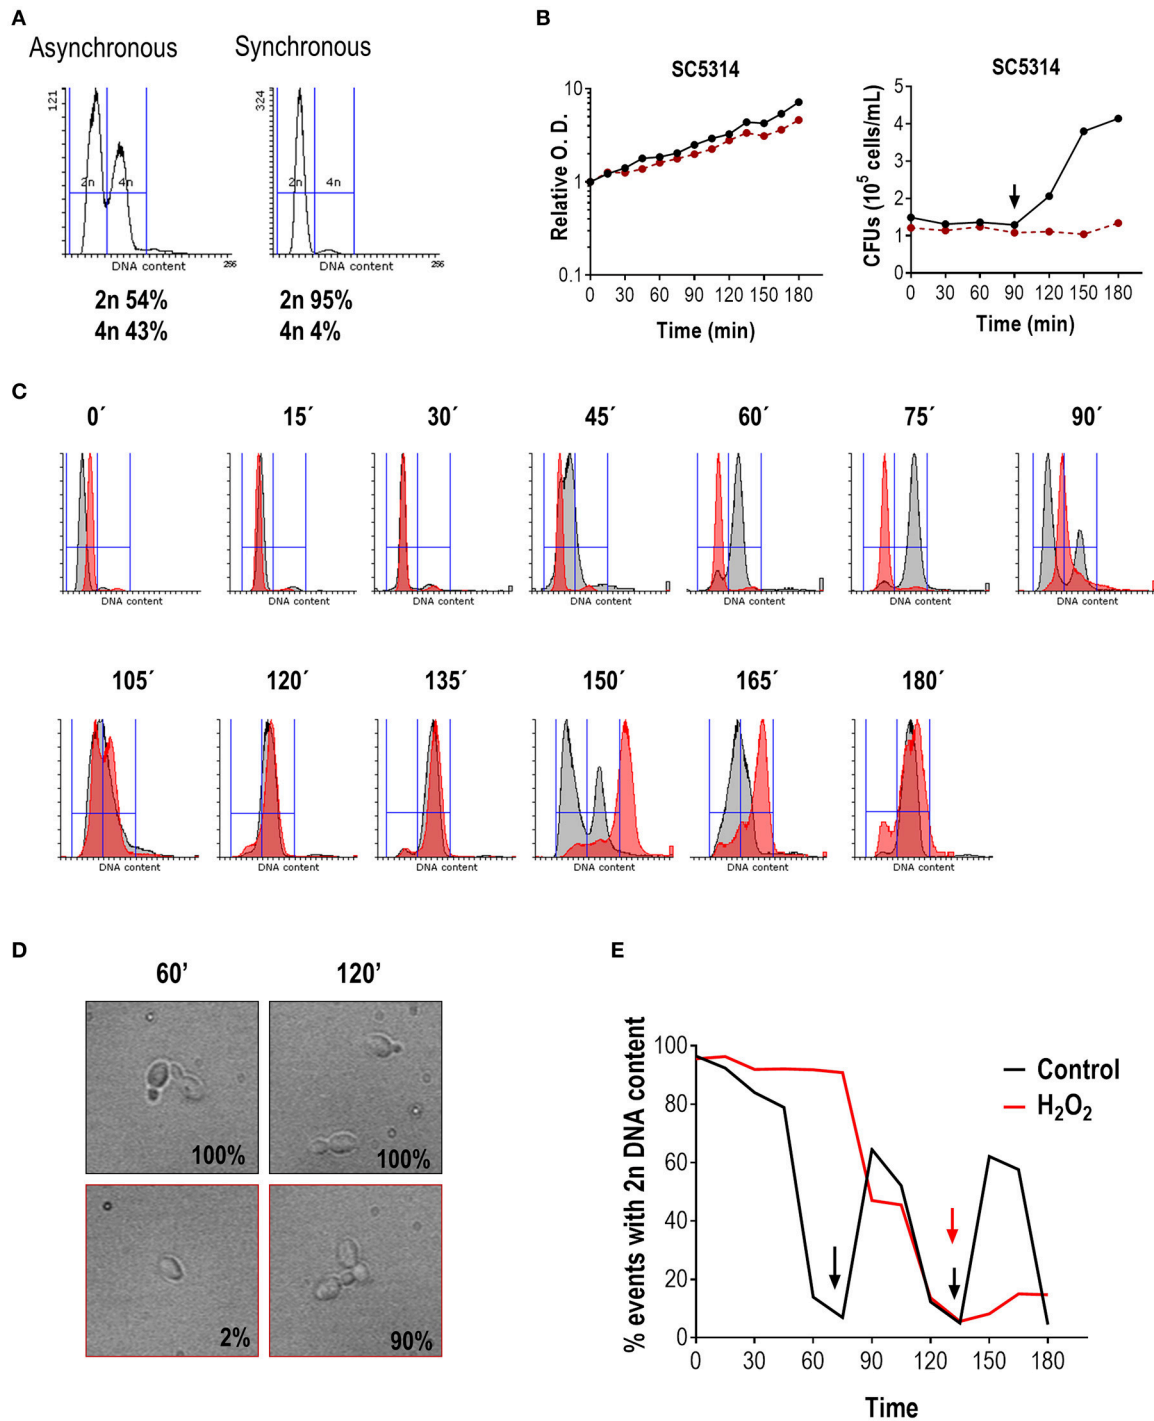 A
Asynchronous
Synchronous
121
2n
4n
DNA content
256
2n 54%
4n 43%
324
2n
4n
DNA content
256
2n 95%
4n 4%
B
SC5314
Relative O. D.
10
1
0.1
0 30 60 90 120 150 180
Time (min)
SC5314
CFUs (10⁵ cells/mL)
5
4
3
2
1
0
0 30 60 90 120 150 180
Time (min)
C
0´ 15´ 30´ 45´ 60´ 75´ 90´
DNA content DNA content DNA content DNA content DNA content DNA content DNA content
105´ 120´ 135´ 150´ 165´ 180´
DNA content DNA content DNA content DNA content DNA content DNA content
D
60’ 120’
100% 100%
2% 90%
E
% events with 2n DNA content
100
80
60
40
20
0
0 30 60 90 120 150 180
Time
Control
H₂O₂